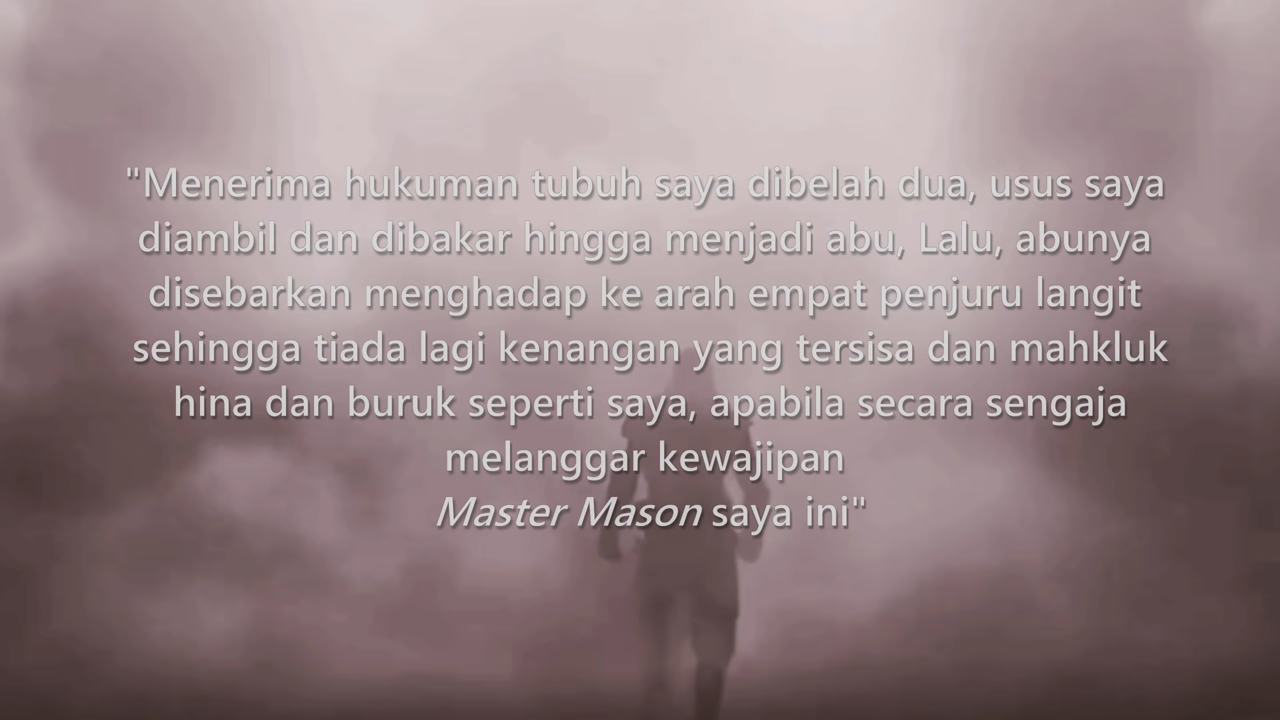 "Menerima hukuman tubuh saya dibelah dua, usus saya
diambil dan dibakar hingga menjadi abu, Lalu, abunya
disebarkan menghadap ke arah empat penjuru langit
sehingga tiada lagi kenangan yang tersisa dan mahkluk
hina dan buruk seperti saya, apabila secara sengaja
melanggar kewajipan
Master Mason saya ini"